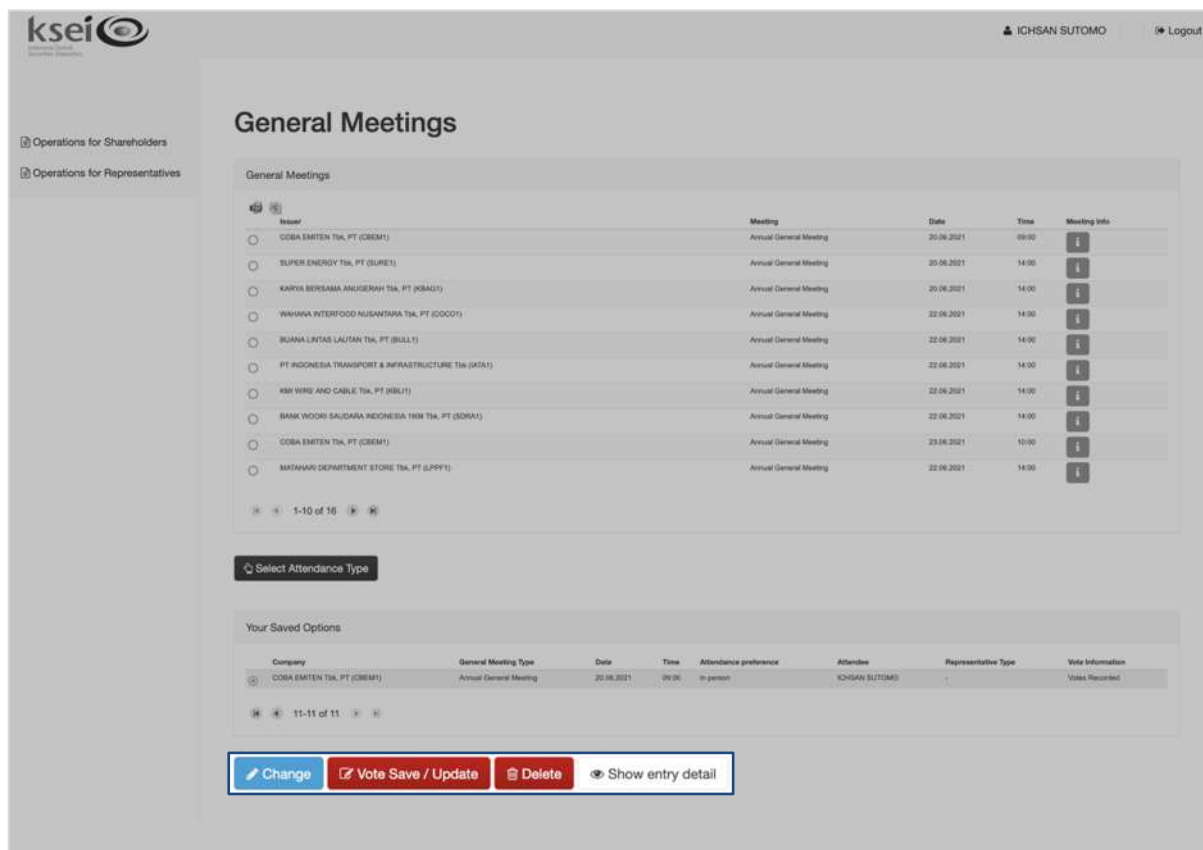 ksei
Indonesia Central
Securities Depository
ICHSAN SUTOMO
Logout
Operations for Shareholders
Operations for Representatives
General Meetings
General Meetings
Issuer Meeting Date Time Meeting Info
COBA EMITEN Tbk, PT (CBEM1) Annual General Meeting 20.06.2021 09:00
SUPER ENERGY Tbk, PT (SURE1) Annual General Meeting 20.06.2021 14:00
KARYA BERSAMA ANUGERAH Tbk, PT (KBAG1) Annual General Meeting 20.06.2021 14:00
WAHANA INTERFOOD NUSANTARA Tbk, PT (COCO1) Annual General Meeting 22.06.2021 14:00
BUANA LINTAS LAUTAN Tbk, PT (BULL1) Annual General Meeting 22.06.2021 14:00
PT INDONESIA TRANSPORT & INFRASTRUCTURE Tbk (IATA1) Annual General Meeting 22.06.2021 14:00
KMI WIRE AND CABLE Tbk, PT (KBLI1) Annual General Meeting 22.06.2021 14:00
BANK WOORI SAUDARA INDONESIA 1906 Tbk, PT (SDRA1) Annual General Meeting 22.06.2021 14:00
COBA EMITEN Tbk, PT (CBEM1) Annual General Meeting 23.06.2021 10:00
MATAHARI DEPARTMENT STORE Tbk, PT (LPPF1) Annual General Meeting 22.06.2021 14:00
1-10 of 16
Select Attendance Type
Your Saved Options
Company General Meeting Type Date Time Attendance preference Attendee Representative Type Vote Information
COBA EMITEN Tbk, PT (CBEM1) Annual General Meeting 20.06.2021 09:00 In person ICHSAN SUTOMO - Votes Recorded
11-11 of 11
Change Vote Save / Update Delete Show entry detail